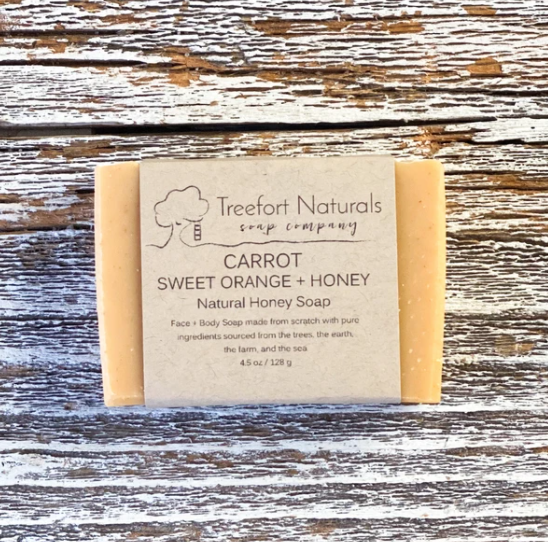 Treefort Naturals
soap company
CARROT
SWEET ORANGE + HONEY
Natural Honey Soap
Face + Body Soap made from scratch with pure
ingredients sourced from the trees, the earth,
the farm, and the sea
4.5 oz / 128 g